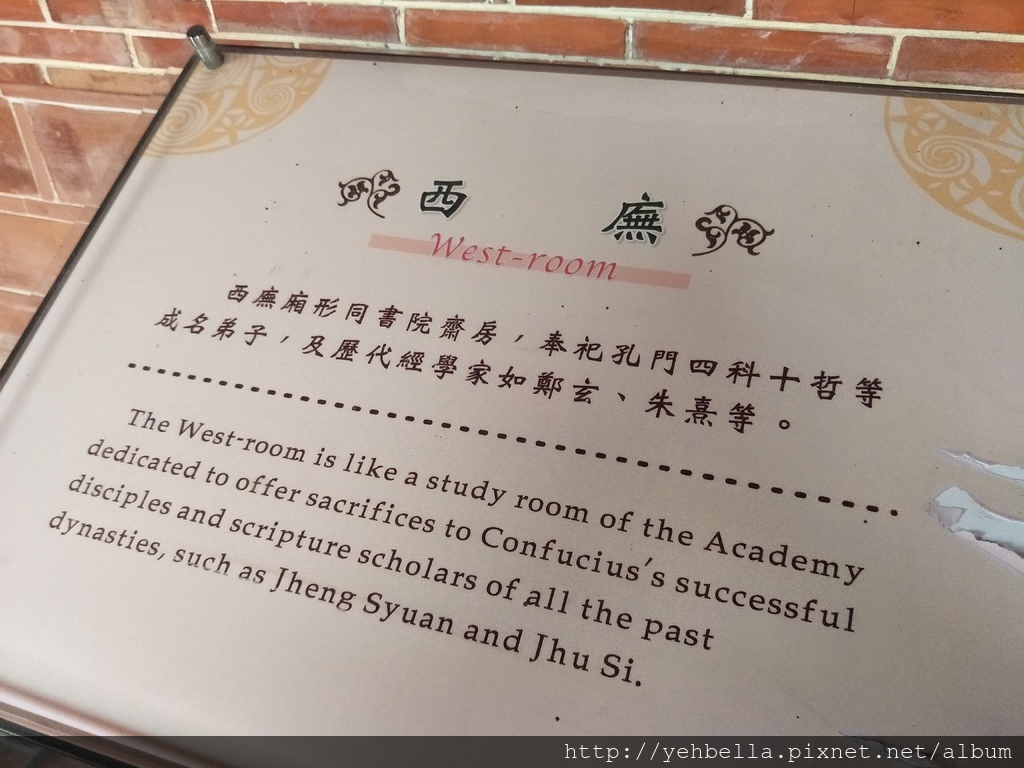 西廡
West-room
西廡廂形同書院齋房，奉祀孔門四科十哲等
成名弟子，及歷代經學家如鄭玄、朱熹等。
The West-room is like a study room of the Academy
dedicated to offer sacrifices to Confucius's successful
disciples and scripture scholars of all the past
dynasties, such as Jheng Syuan and Jhu Si.
http://yehbella.pixnet.net/album